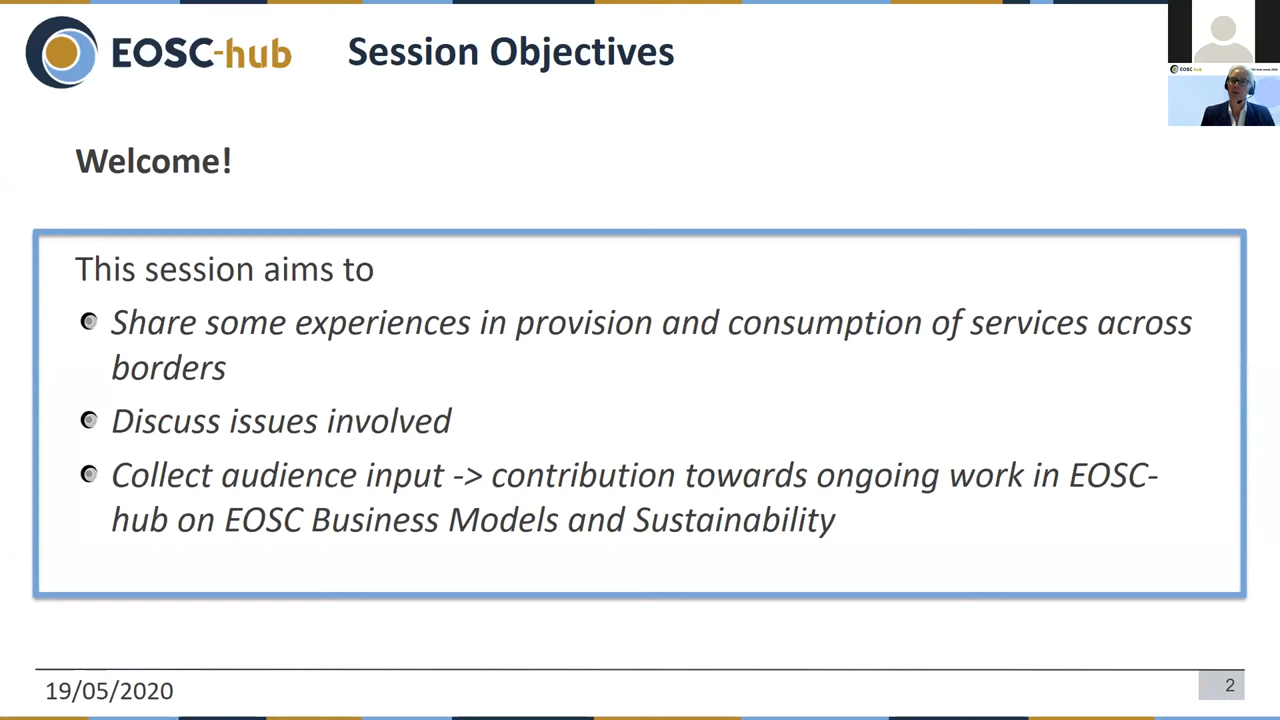 EOSC-hub
Session Objectives
Welcome!
This session aims to
Share some experiences in provision and consumption of services across
borders
Discuss issues involved
Collect audience input -> contribution towards ongoing work in EOSC-
hub on EOSC Business Models and Sustainability
19/05/2020
2